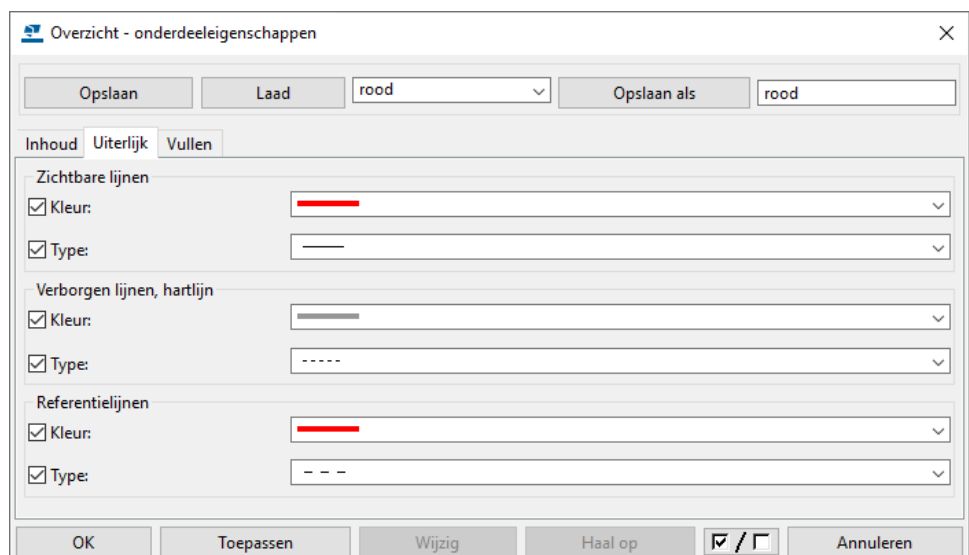 Overzicht - onderdeeleigenschappen
Opslaan Laad rood Opslaan als rood
Inhoud Uiterlijk Vullen
Zichtbare lijnen
Kleur:
Type:
Verborgen lijnen, hartlijn
Kleur:
Type:
Referentielijnen
Kleur:
Type:
OK Toepassen Wijzig Haal op / Annuleren